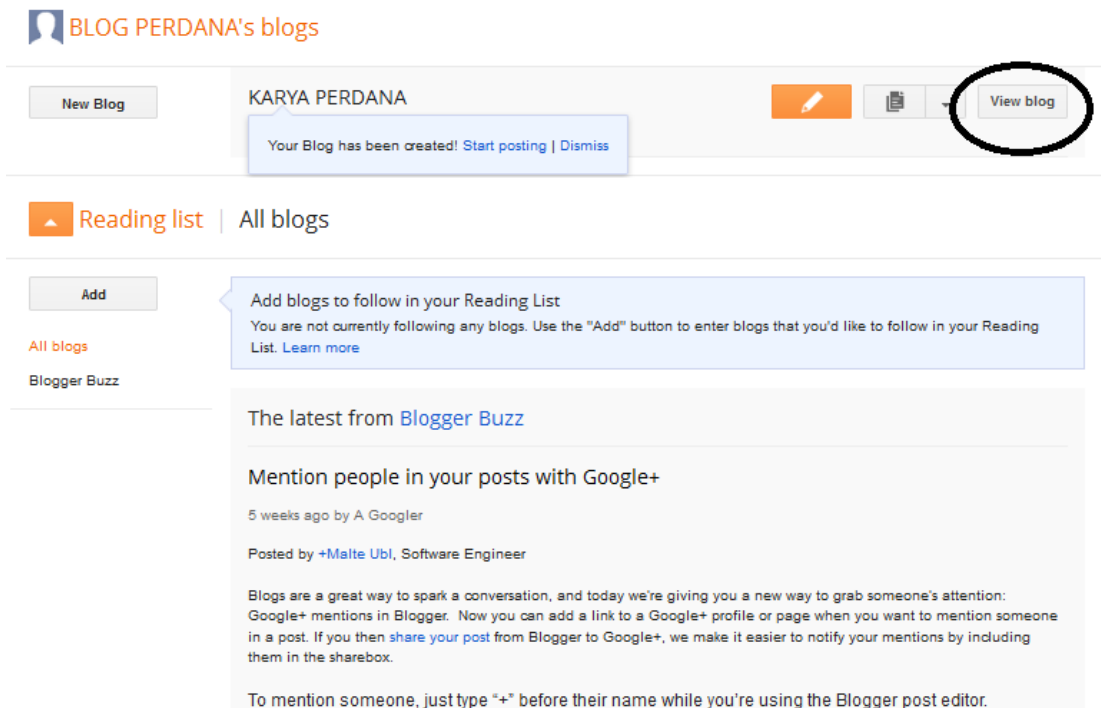 BLOG PERDANA's blogs
New Blog
KARYA PERDANA
View blog
Your Blog has been created! Start posting | Dismiss
Reading list | All blogs
Add
All blogs
Blogger Buzz
Add blogs to follow in your Reading List
You are not currently following any blogs. Use the "Add" button to enter blogs that you'd like to follow in your Reading
List. Learn more
The latest from Blogger Buzz
Mention people in your posts with Google+
5 weeks ago by A Googler
Posted by +Malte Ubl, Software Engineer
Blogs are a great way to spark a conversation, and today we're giving you a new way to grab someone's attention:
Google+ mentions in Blogger. Now you can add a link to a Google+ profile or page when you want to mention someone
in a post. If you then share your post from Blogger to Google+, we make it easier to notify your mentions by including
them in the sharebox.
To mention someone, just type “+” before their name while you’re using the Blogger post editor.